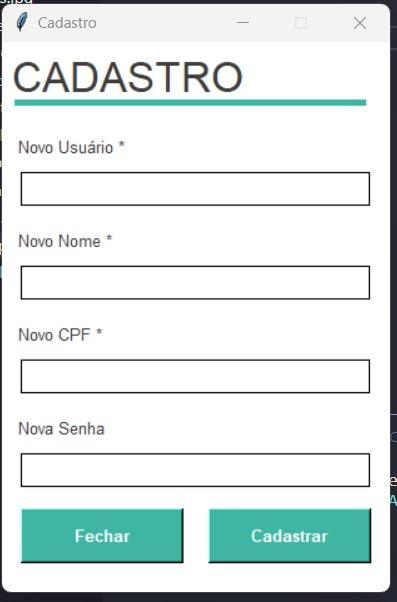 Cadastro
CADASTRO
Novo Usuário *
Novo Nome *
Novo CPF *
Nova Senha
Fechar Cadastrar